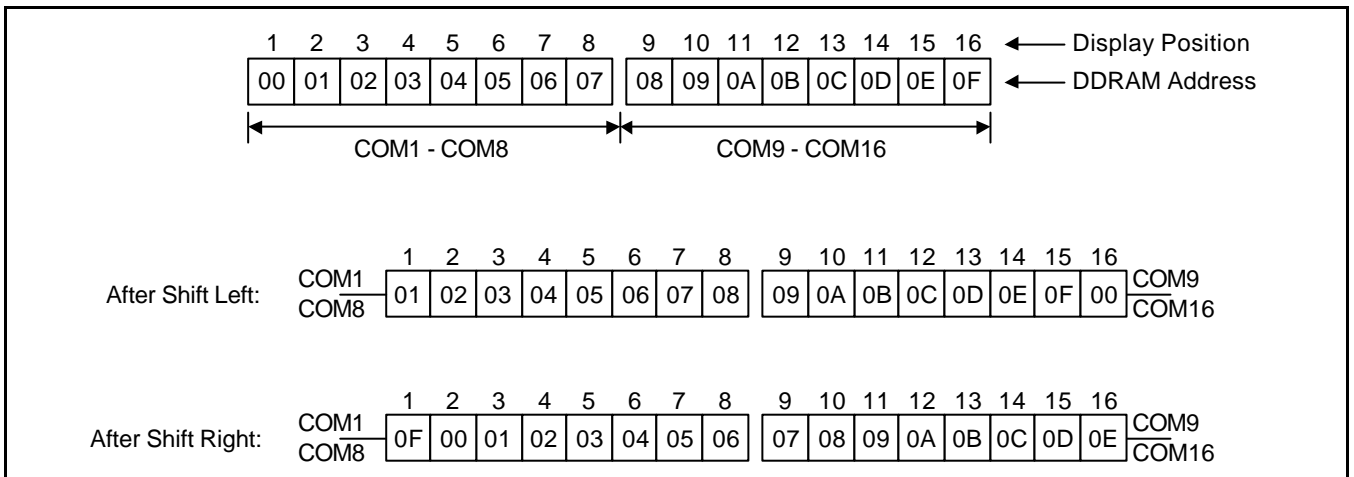 1 2 3 4 5 6 7 8 9 10 11 12 13 14 15 16 Display Position
00 01 02 03 04 05 06 07 08 09 0A 0B 0C 0D 0E 0F DDRAM Address
COM1 - COM8 COM9 - COM16
1 2 3 4 5 6 7 8 9 10 11 12 13 14 15 16
After Shift Left: COM1 COM8 01 02 03 04 05 06 07 08 09 0A 0B 0C 0D 0E 0F 00 COM9 COM16
1 2 3 4 5 6 7 8 9 10 11 12 13 14 15 16
After Shift Right: COM1 COM8 0F 00 01 02 03 04 05 06 07 08 09 0A 0B 0C 0D 0E COM9 COM16